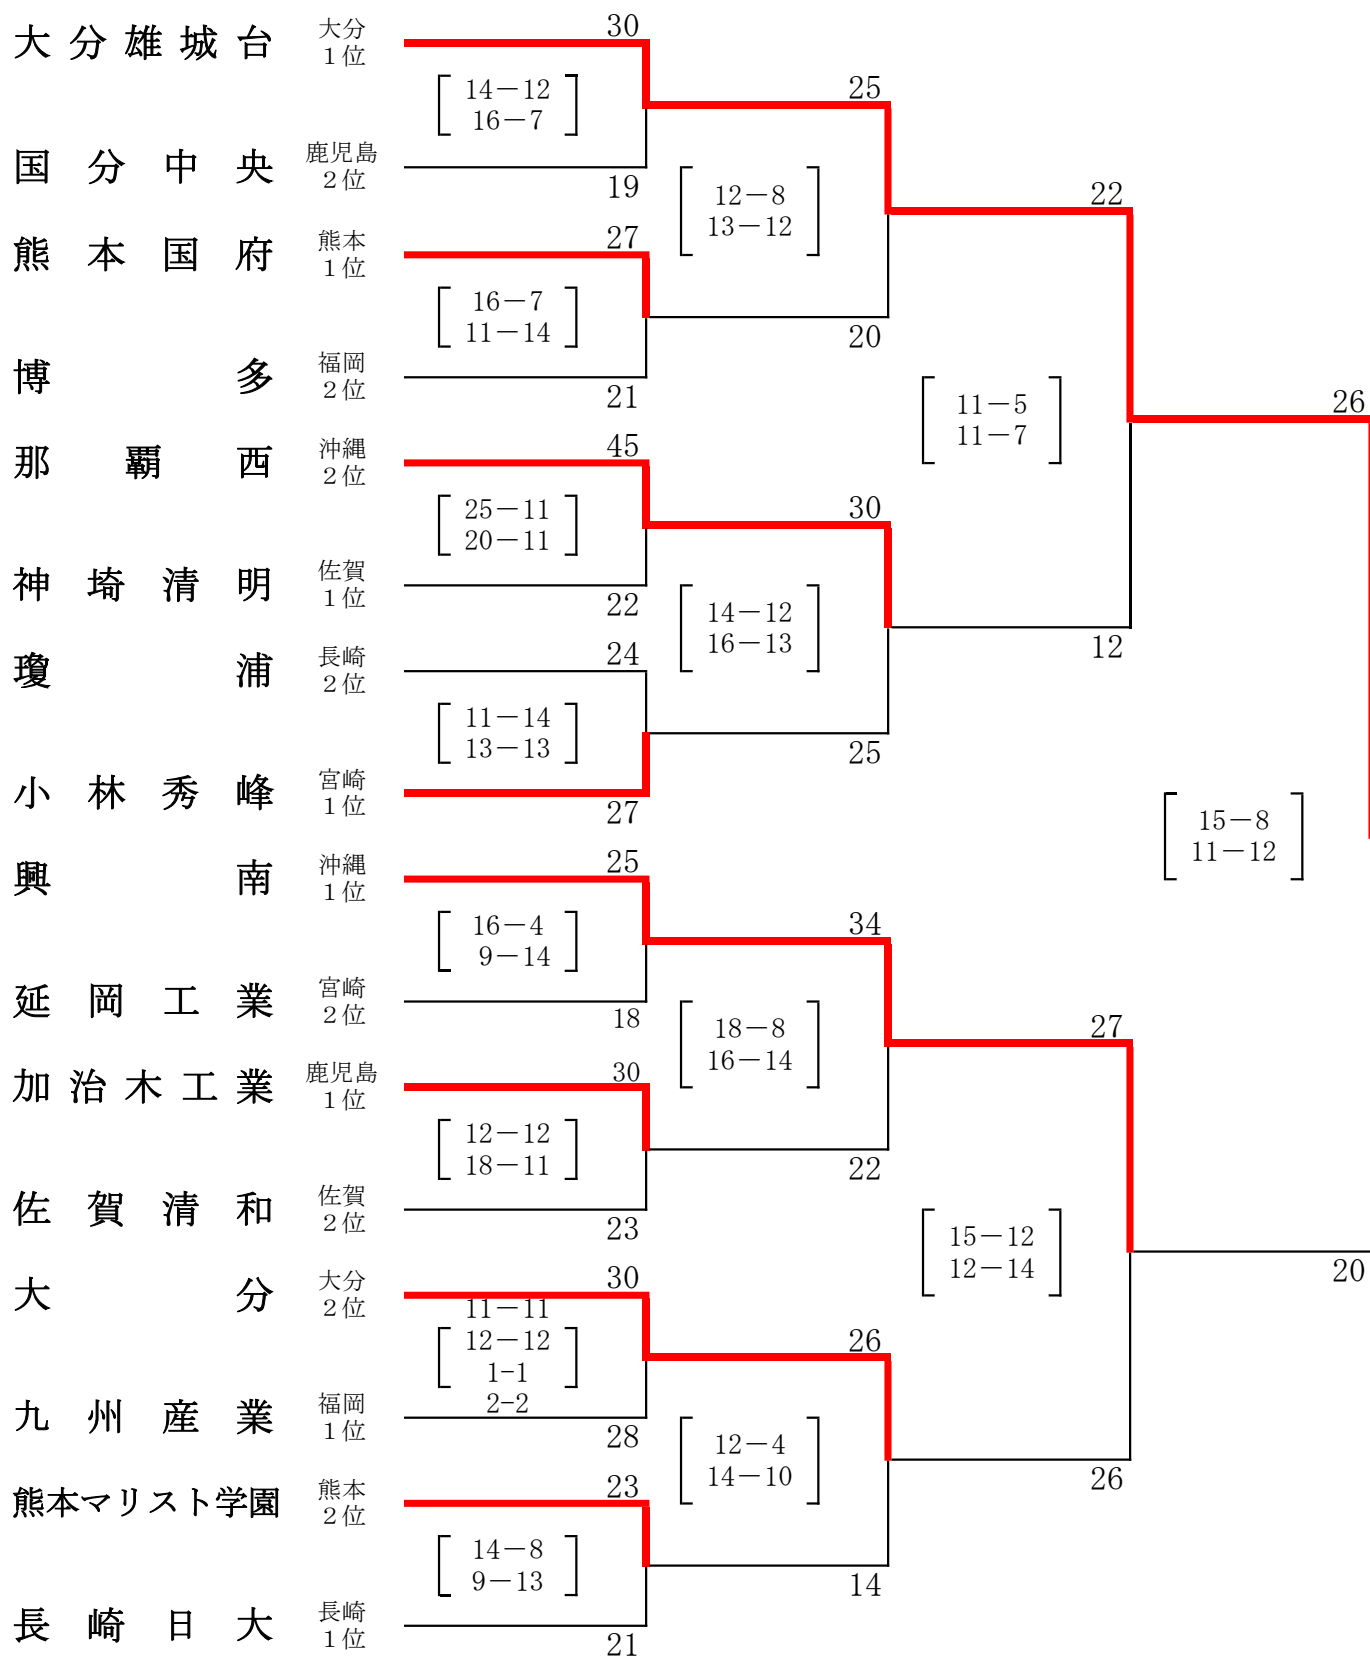 大分雄城台 大分 1位 30
14－12
16－7
25
国分中央 鹿児島 2位 19
12－8
13－12
22
熊本国府 熊本 1位 27
16－7
11－14
20
博多 福岡 2位 21
11－5
11－7
26
那覇西 沖縄 2位 45
25－11
20－11
30
神埼清明 佐賀 1位 22
14－12
16－13
12
瓊浦 長崎 2位 24
11－14
13－13
25
小林秀峰 宮崎 1位 27
15－8
11－12
興南 沖縄 1位 25
16－4
9－14
34
延岡工業 宮崎 2位 18
18－8
16－14
27
加治木工業 鹿児島 1位 30
12－12
18－11
22
佐賀清和 佐賀 2位 23
15－12
12－14
20
大分 大分 2位 30
11－11
12－12
1-1
2-2
26
九州産業 福岡 1位 28
12－4
14－10
26
熊本マリスト学園 熊本 2位 23
14－8
9－13
14
長崎日大 長崎 1位 21